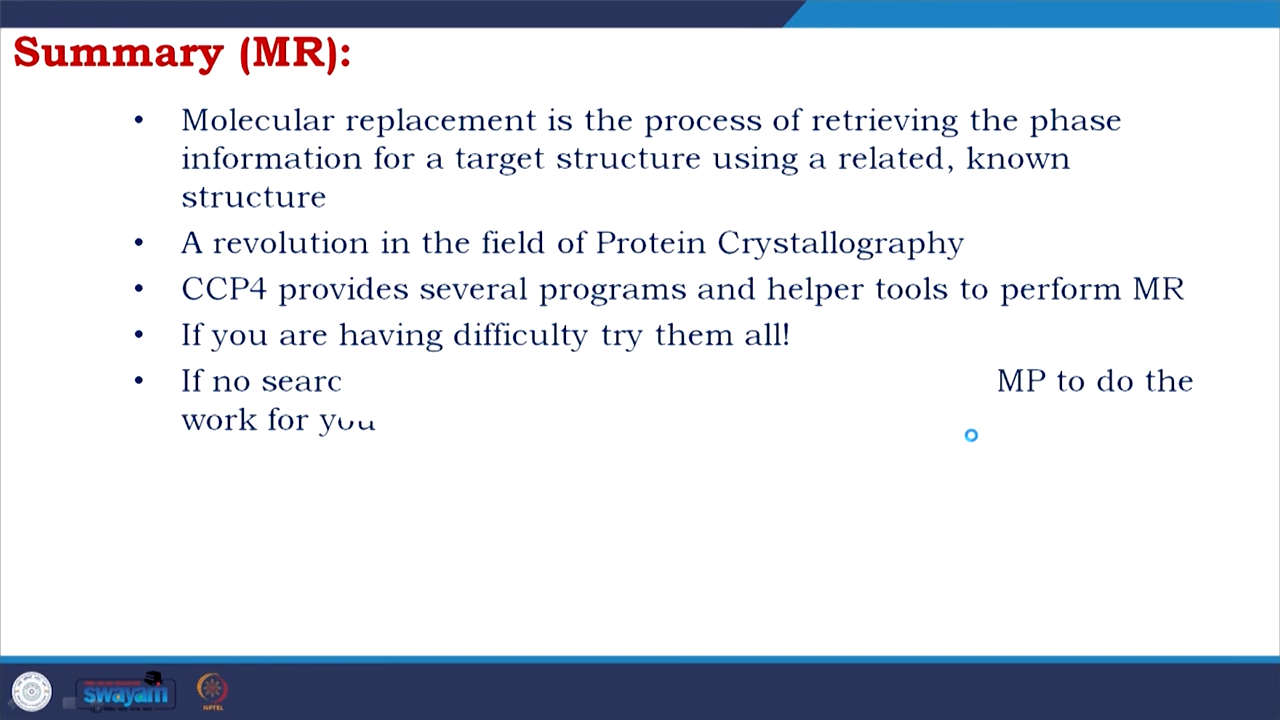 Summary (MR):
• Molecular replacement is the process of retrieving the phase
information for a target structure using a related, known
structure
• A revolution in the field of Protein Crystallography
• CCP4 provides several programs and helper tools to perform MR
• If you are having difficulty try them all!
• If no MP to do the
work for you
swayam
NPTEL